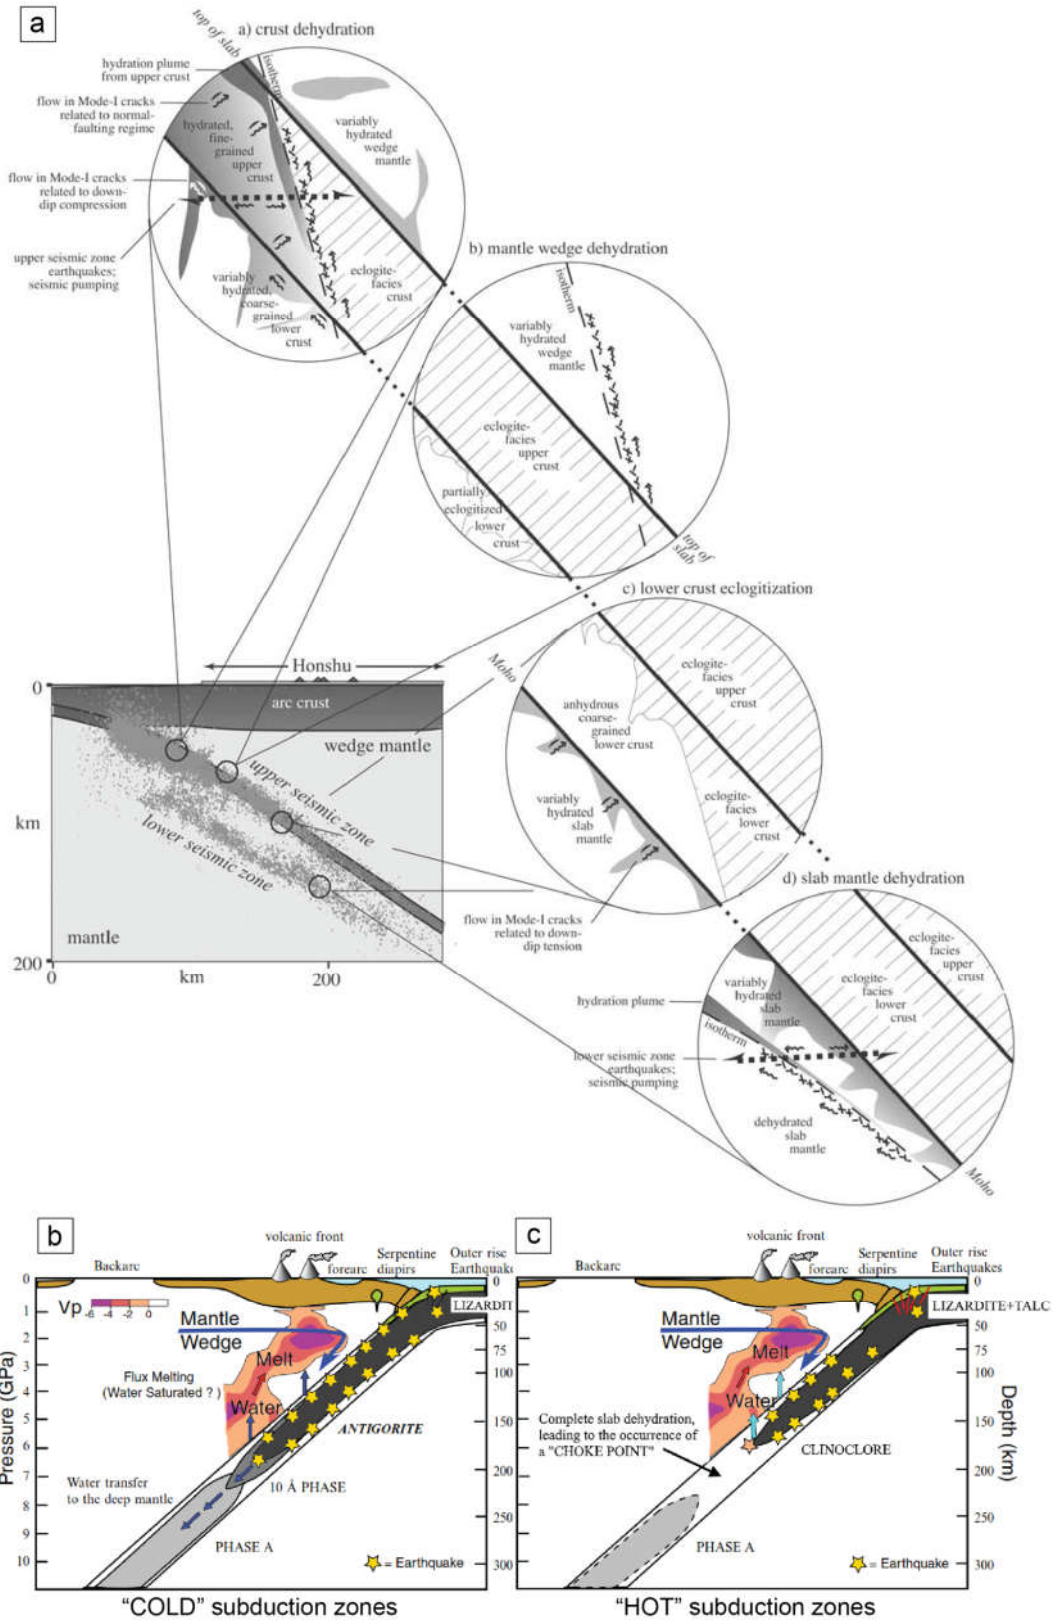 a
a) crust dehydration
top of slab
isotherm
hydration plume
from upper crust
flow in Mode-I cracks
related to normal-
faulting regime
hydrated,
fine-
grained
upper
crust
variably
hydrated
wedge
mantle
flow in Mode-I cracks
related to down-
dip compression
upper seismic zone
earthquakes;
seismic pumping
variably
hydrated,
coarse-
grained
lower
crust
eclogite-
facies
crust
b) mantle wedge dehydration
isotherm
variably
hydrated
wedge
mantle
eclogite-
facies
upper
crust
partially
eclogitized
lower
crust
top of
slab
c) lower crust eclogitization
Moho
eclogite-
facies
upper
crust
anhydrous
coarse-
grained
lower crust
variably
hydrated
slab
mantle
eclogite-
facies
lower
crust
flow in Mode-I cracks
related to down-
dip tension
Honshu
0
arc crust
wedge mantle
upper seismic zone
km
lower seismic zone
mantle
200
0
km
200
d) slab mantle dehydration
eclogite-
facies
upper
crust
variably
hydrated
slab
mantle
eclogite-
facies
lower
crust
hydration plume
isotherm
lower seismic zone
earthquakes;
seismic pumping
dehydrated
slab
mantle
Moho
b
volcanic front
Backarc
forearc
Serpentine
diapirs
Outer rise
Earthquake
0
0
Vp
-6 -4 -2 0
LIZARDIT
1
50
Mantle
Wedge
2
75
Melt
3
100
Flux Melting
(Water Saturated ? )
4
Water
5
150
ANTIGORITE
6
7
200
Water transfer
to the deep mantle
10 Å PHASE
8
250
9
PHASE A
10
= Earthquake
300
Pressure (GPa)
"COLD" subduction zones
c
volcanic front
Backarc
forearc
Serpentine
diapirs
Outer rise
Earthquakes
0
LIZARDITE+TALC
50
Mantle
Wedge
75
Melt
100
Water
Complete slab dehydration,
leading to the occurrence of
a "CHOKE POINT"
150
CLINOCLORE
200
250
PHASE A
= Earthquake
300
Depth (km)
"HOT" subduction zones